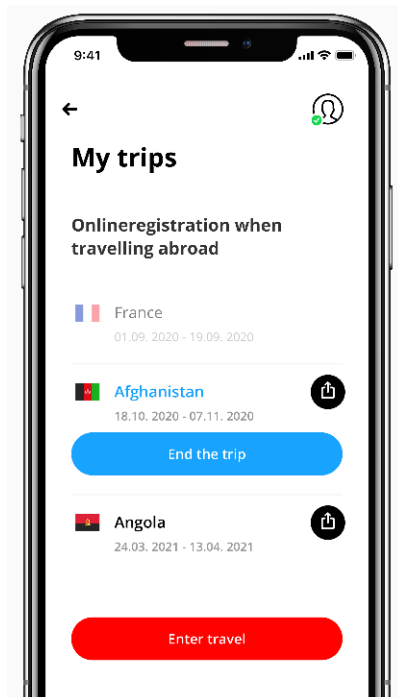 9:41
My trips
Onlineregistration when
travelling abroad
France
01.09. 2020 - 19.09. 2020
Afghanistan
18.10. 2020 - 07.11. 2020
End the trip
Angola
24.03. 2021 - 13.04. 2021
Enter travel